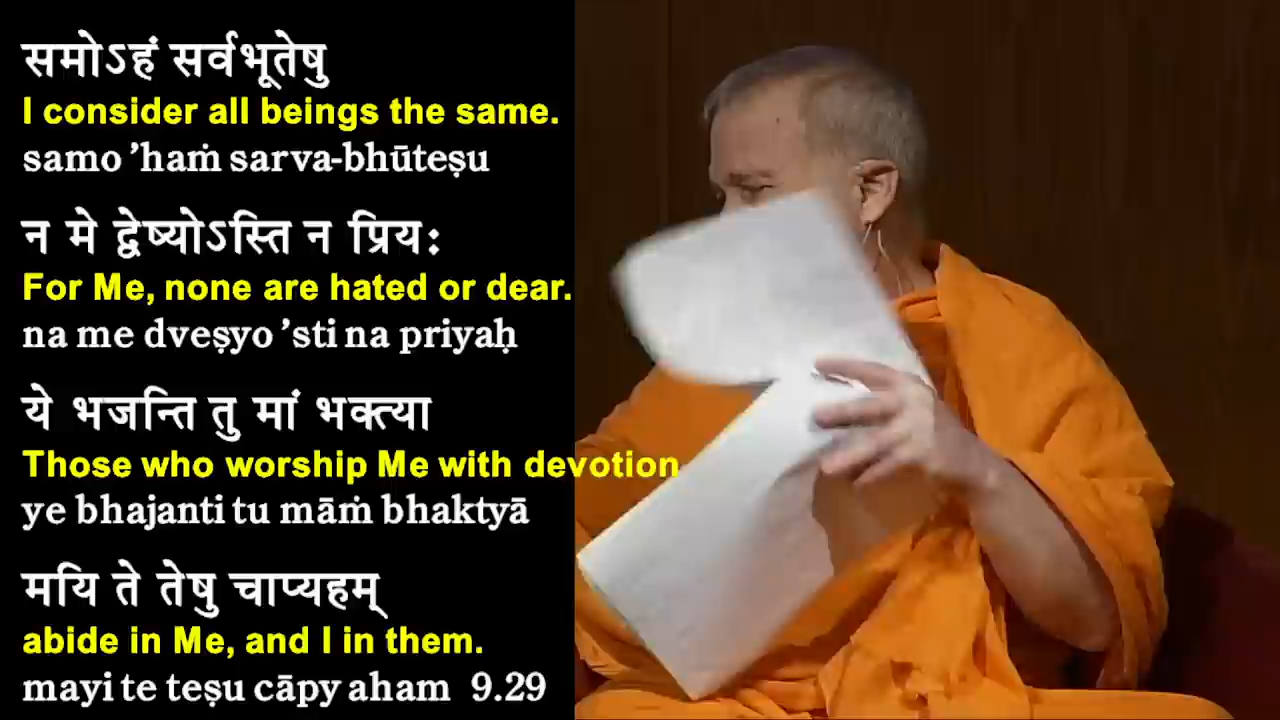 समोऽहं सर्वभूतेषु
I consider all beings the same.
samo ’haṁ sarva-bhūteṣu
न मे द्वेष्योऽस्ति न प्रियः
For Me, none are hated or dear.
na me dveṣyo ’sti na priyaḥ
ये भजन्ति तु मां भक्त्या
Those who worship Me with devotion
ye bhajanti tu māṁ bhaktyā
मयि ते तेषु चाप्यहम्
abide in Me, and I in them.
mayi te teṣu cāpy aham 9.29